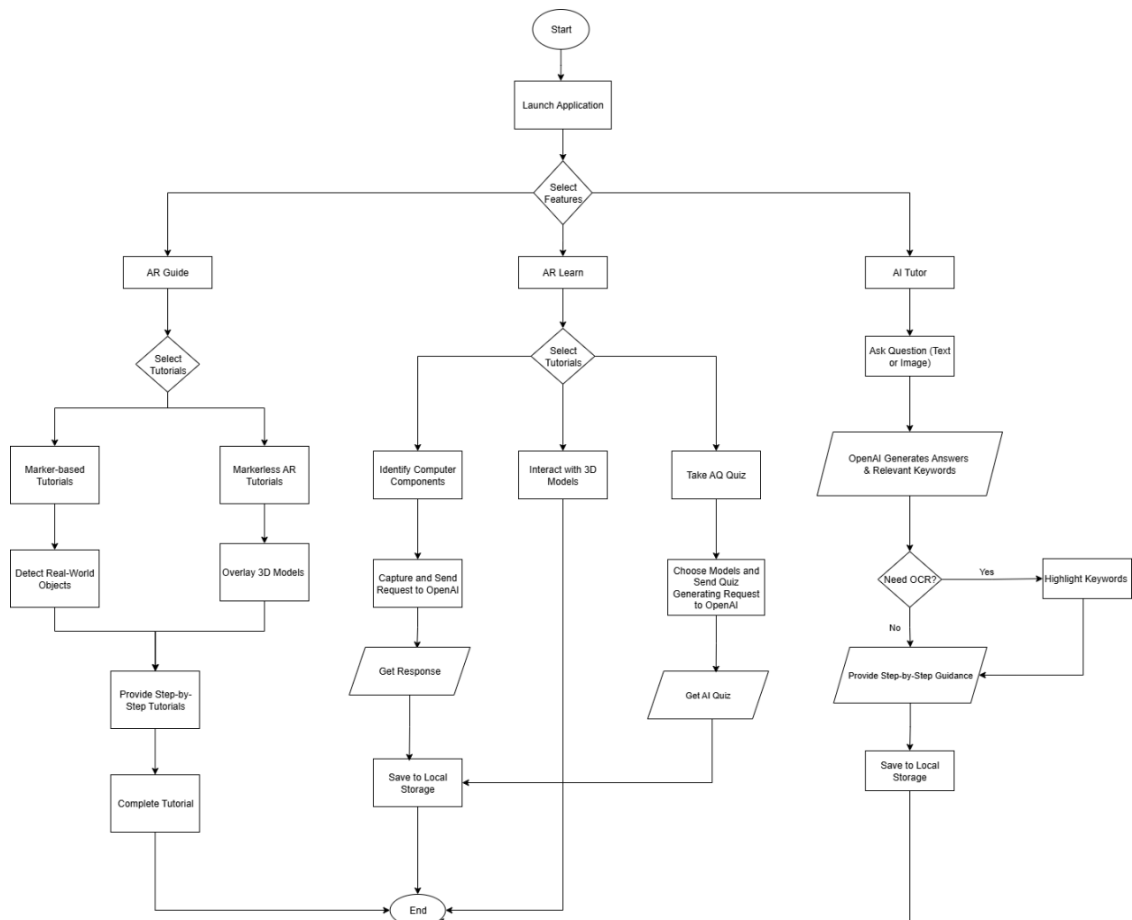 Start
Launch Application
Select
Features
AR Guide
AR Learn
AI Tutor
Select
Tutorials
Select
Tutorials
Ask Question (Text
or Image)
Marker-based
Tutorials
Markerless AR
Tutorials
Identify Computer
Components
Interact with 3D
Models
Take AQ Quiz
OpenAI Generates Answers
& Relevant Keywords
Detect Real-World
Objects
Overlay 3D Models
Capture and Send
Request to OpenAI
Choose Models and
Send Quiz
Generating Request
to OpenAI
Need OCR?
Yes
Highlight Keywords
No
Get Response
Provide Step-by-Step Guidance
Provide Step-by-
Step Tutorials
Get AI Quiz
Save to Local
Storage
Save to Local
Storage
Complete Tutorial
End